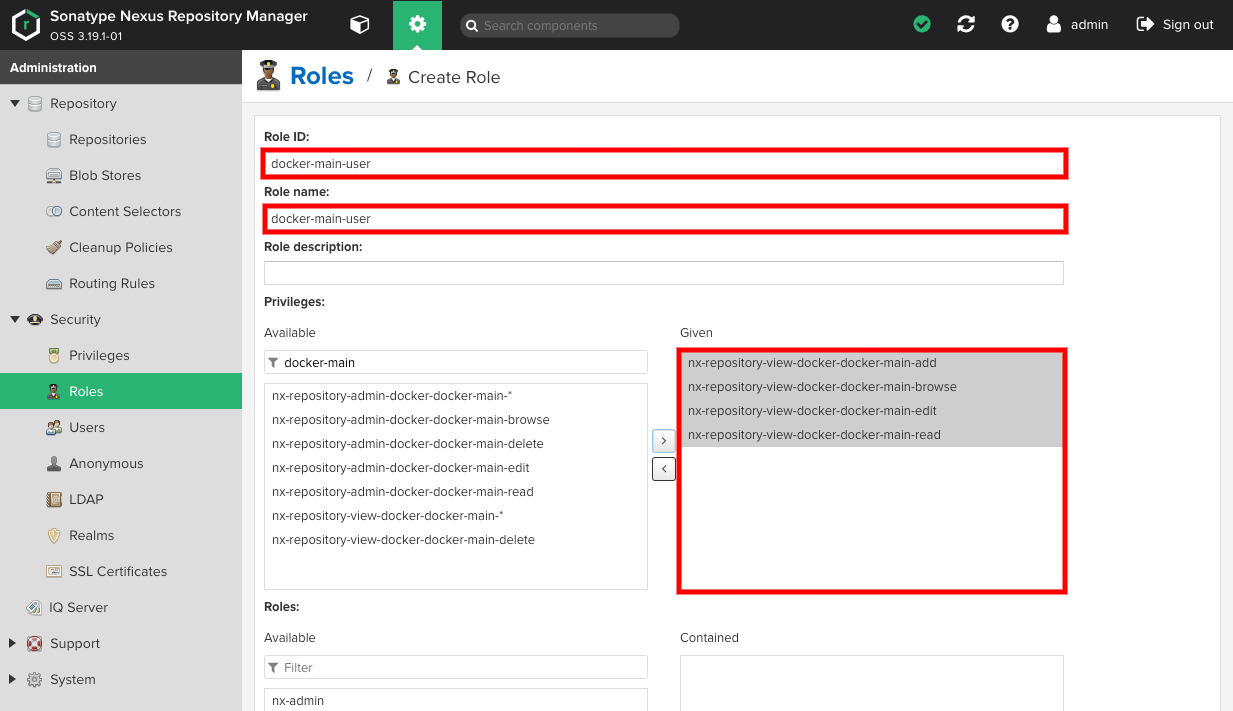 Sonatype Nexus Repository Manager
OSS 3.19.1-01
Search components
admin
Sign out
Administration
Repository
Repositories
Blob Stores
Content Selectors
Cleanup Policies
Routing Rules
Security
Privileges
Roles
Users
Anonymous
LDAP
Realms
SSL Certificates
IQ Server
Support
System
Roles / Create Role
Role ID:
docker-main-user
Role name:
docker-main-user
Role description:
Privileges:
Available
docker-main
nx-repository-admin-docker-docker-main-*
nx-repository-admin-docker-docker-main-browse
nx-repository-admin-docker-docker-main-delete
nx-repository-admin-docker-docker-main-edit
nx-repository-admin-docker-docker-main-read
nx-repository-view-docker-docker-main-*
nx-repository-view-docker-docker-main-delete
Given
nx-repository-view-docker-docker-main-add
nx-repository-view-docker-docker-main-browse
nx-repository-view-docker-docker-main-edit
nx-repository-view-docker-docker-main-read
Roles:
Available
Filter
nx-admin
Contained